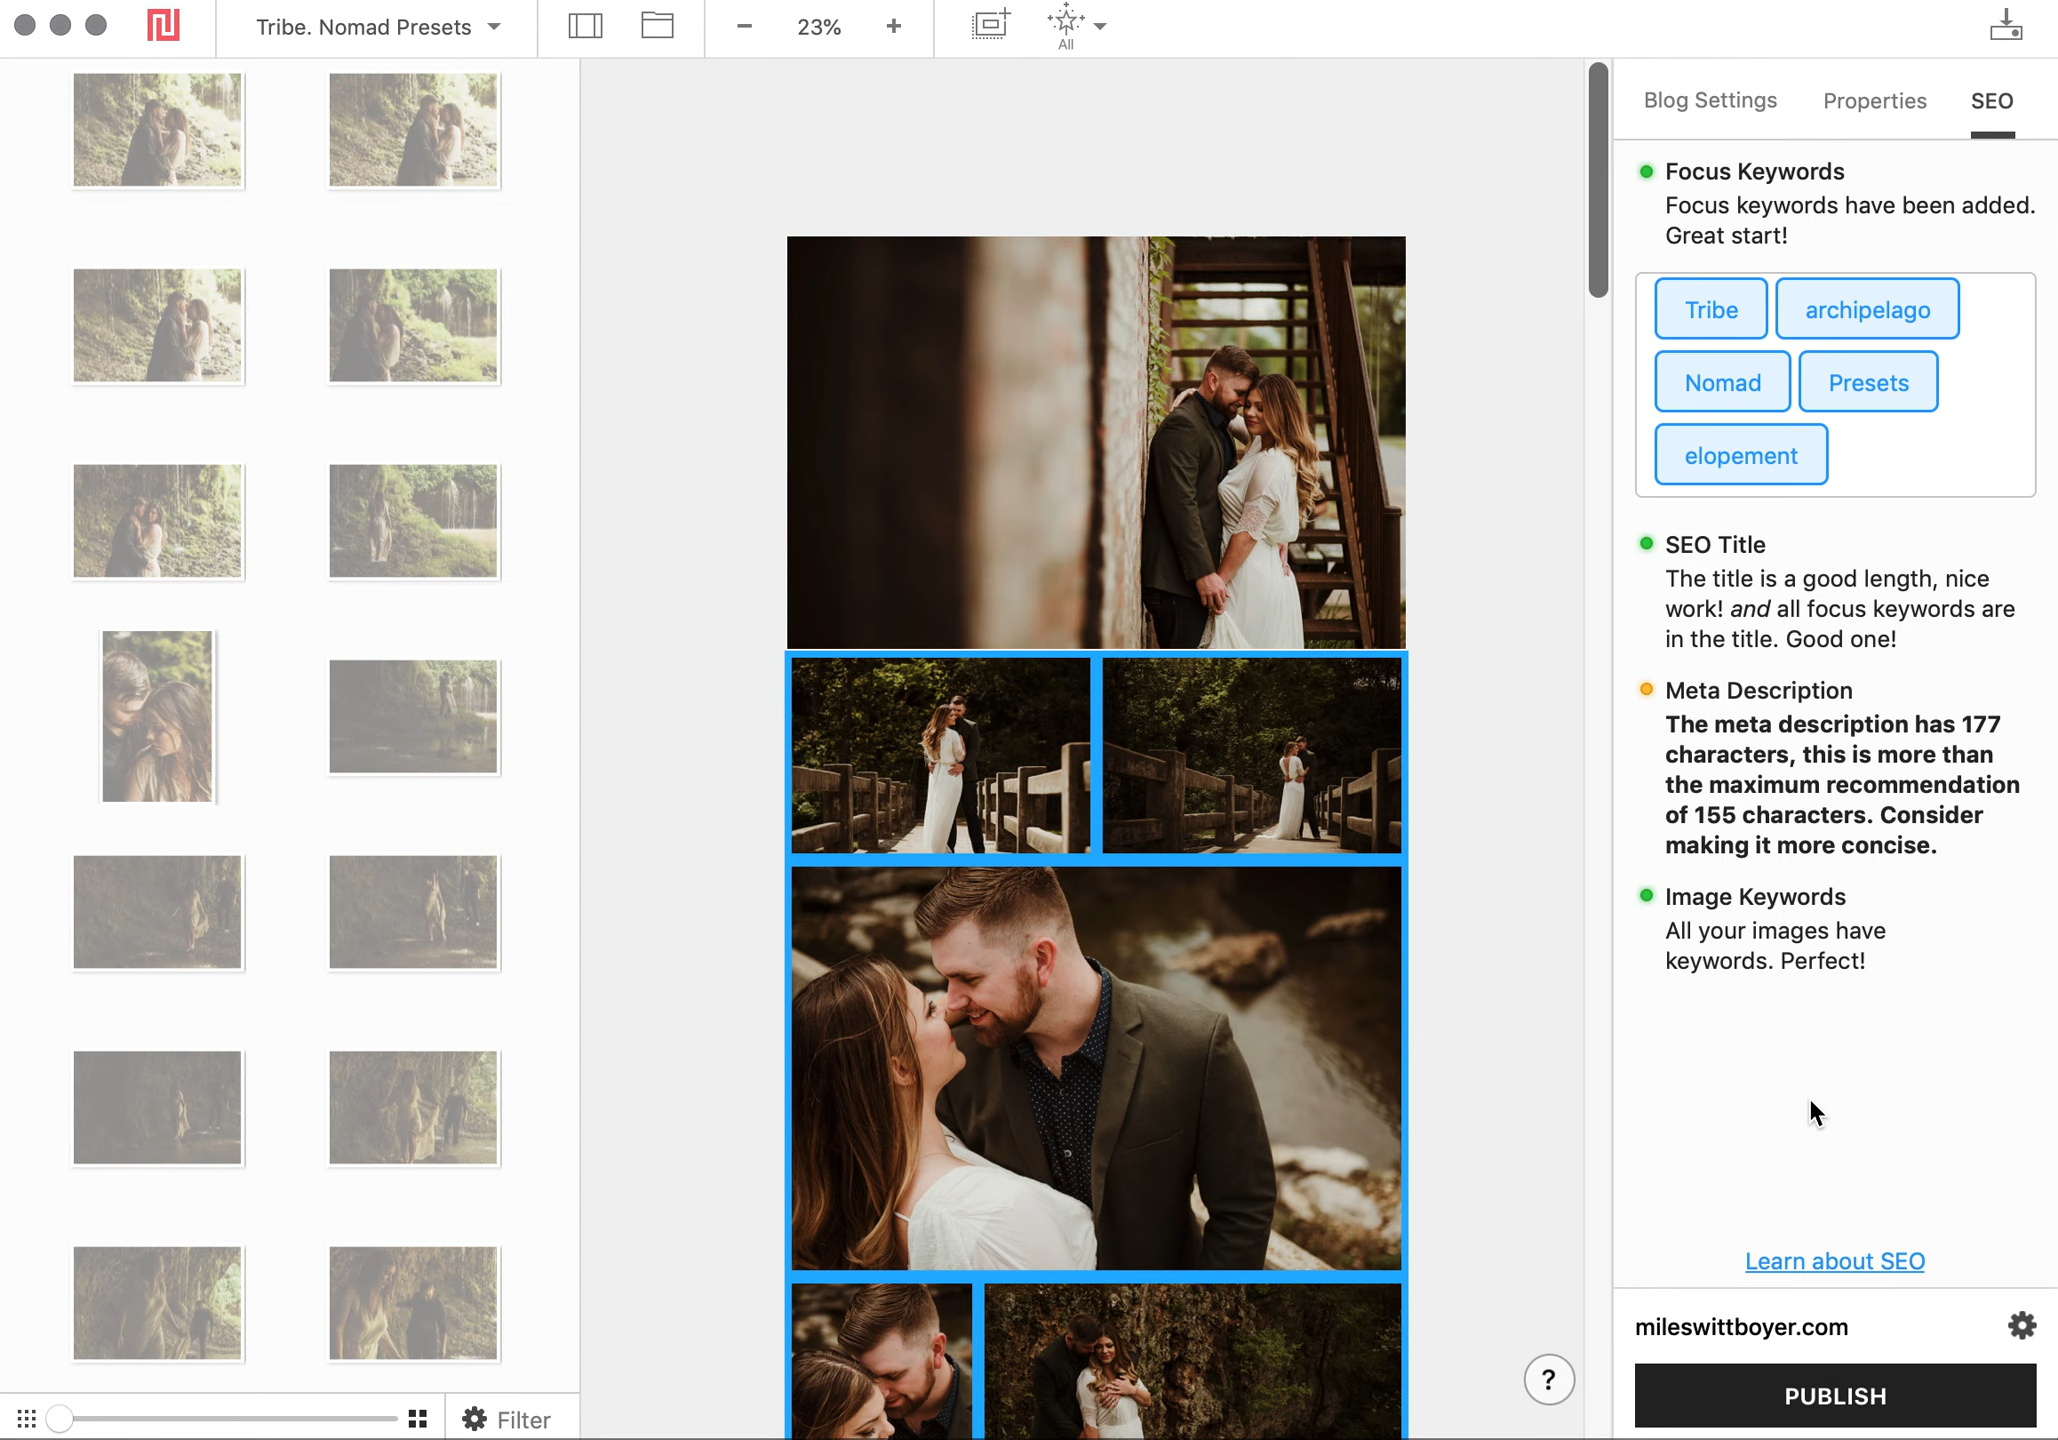 Tribe. Nomad Presets
23%
All
Blog Settings
Properties
SEO
Focus Keywords
Focus keywords have been added.
Great start!
Tribe
archipelago
Nomad
Presets
elopement
SEO Title
The title is a good length, nice
work! and all focus keywords are
in the title. Good one!
Meta Description
The meta description has 177
characters, this is more than
the maximum recommendation
of 155 characters. Consider
making it more concise.
Image Keywords
All your images have
keywords. Perfect!
Learn about SEO
mileswittboyer.com
?
PUBLISH
Filter